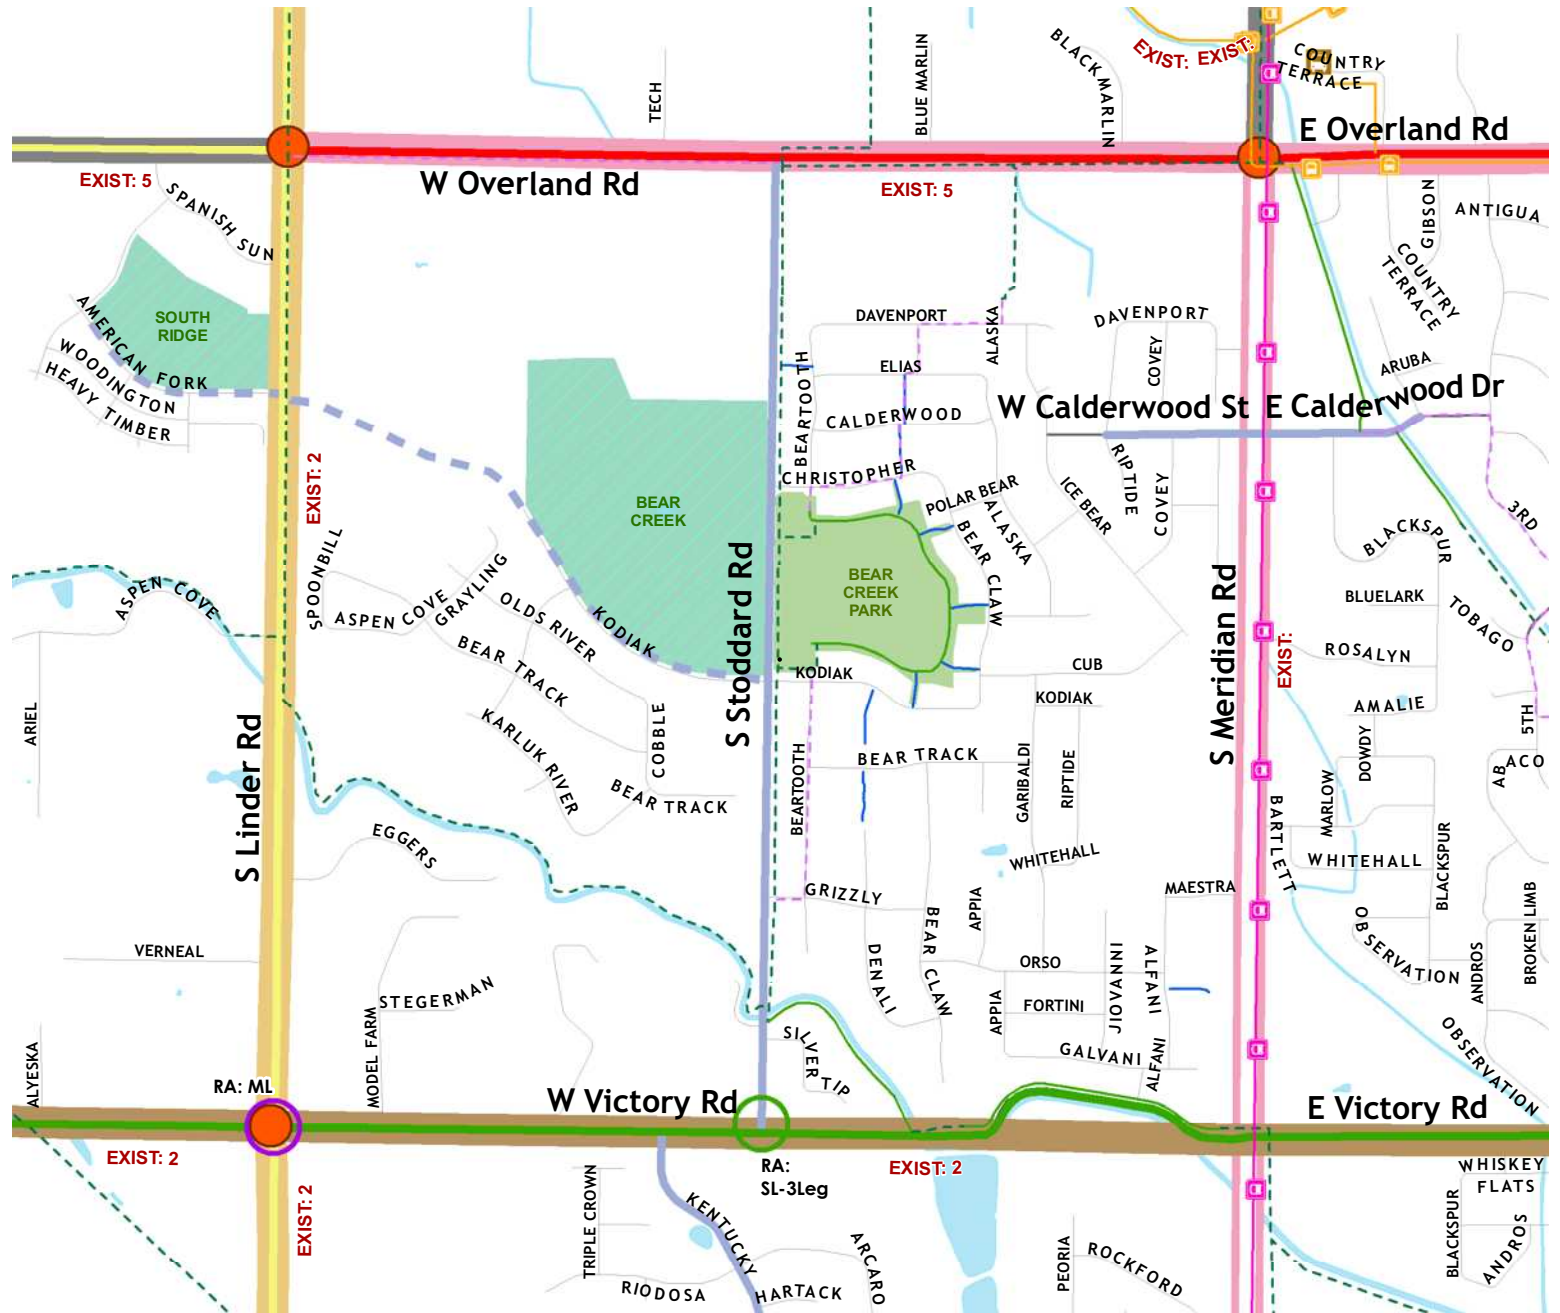 EXIST: EXIST:
COUNTRY
TERRACE
BLACKMARLIN
BLUE MARLIN
TECH
E Overland Rd
W Overland Rd
EXIST: 5
EXIST: 5
SPANISH SUN
GIBSON
ANTIGUA
COUNTRY
TERRACE
SOUTH
RIDGE
AMERICAN FORK
WOODINGTON
HEAVY TIMBER
DAVENPORT
ALASKA
DAVENPORT
COVEY
ELIAS
ARUBA
BEARTOOTH
CALDERWOOD
W Calderwood St
E Calderwood Dr
CHRISTOPHER
POLAR BEAR
ICE BEAR
RIPTIDE
COVEY
ALASKA
BEAR CLAW
3RD
EXIST: 2
BEAR
CREEK
BLACKSPUR
BEAR
CREEK
PARK
S Stoddard Rd
S Meridian Rd
EXIST:
SPOONBILL
ASPEN COVE
ASPEN COVE
GRAYLING
OLDS RIVER
KODIAK
BLUELARK
TOBAGO
BEAR TRACK
ROSALYN
KODIAK
CUB
KODIAK
AMALIE
5TH
ARIEL
S Linder Rd
KARLUK RIVER
COBBLE
BEAR TRACK
BEAR TRACK
BEARTOOTH
GARIBALDI
RIPTIDE
DOWDY
MARLOW
AB
ACO
BARTLETT
EGGERS
WHITEHALL
WHITEHALL
BLACKSPUR
GRIZZLY
MAESTRA
APPIA
BEAR CLAW
DENALI
OBSERVATION
BROKEN LIMB
ANDROS
VERNEAL
STEGERMAN
MODEL FARM
ORSO
FORTINI
APPIA
GIOVANNI
ALFANI
GALVANI
ALFANI
SILVER TIP
OBSERVATION
ALYESKA
RA: ML
W Victory Rd
E Victory Rd
EXIST: 2
EXIST: 2
RA:
SL-3Leg
EXIST: 2
TRIPLE CROWN
KENTUCKY
RIODOSA
HARTACK
ARCARO
PEORIA
ROCKFORD
WHISKEY
FLATS
BLACKSPUR
ANDROS